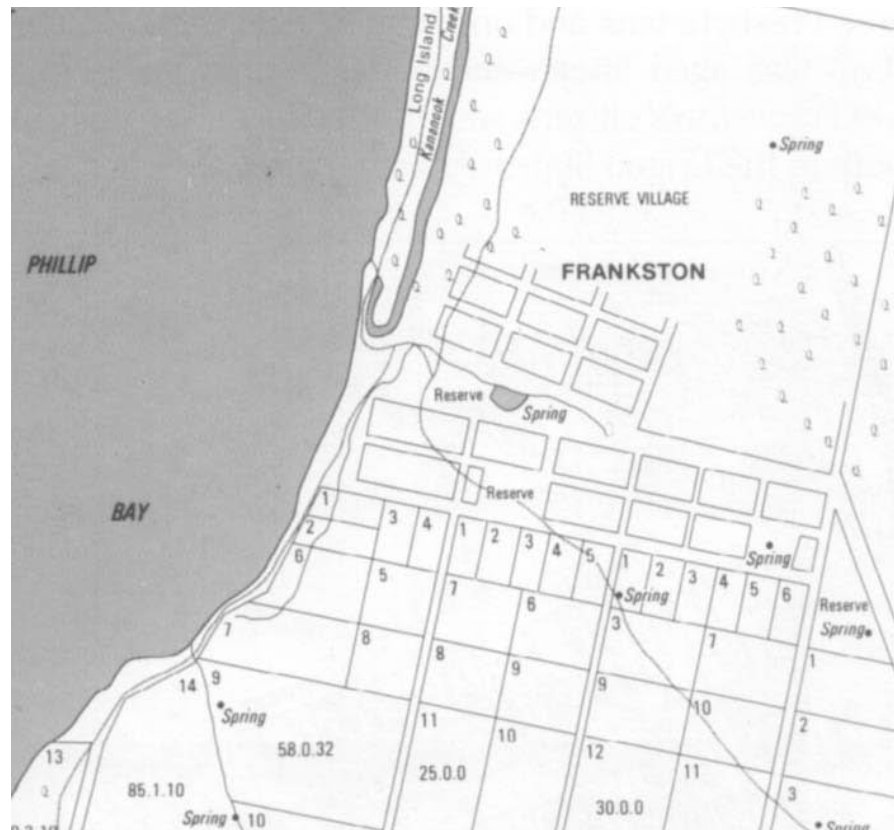 Long Island
Kananook
Creek
Spring
RESERVE VILLAGE
PHILLIP
FRANKSTON
Reserve
Spring
BAY
Reserve
1
2
3
4
1
2
3
4
5
1
2
3
4
5
6
Spring
6
5
7
6
Spring
3
7
Reserve
Spring
1
7
8
8
9
9
10
2
14
9
Spring
11
10
12
11
3
13
58.0.32
25.0.0
30.0.0
85.1.10
Spring
10
Spring